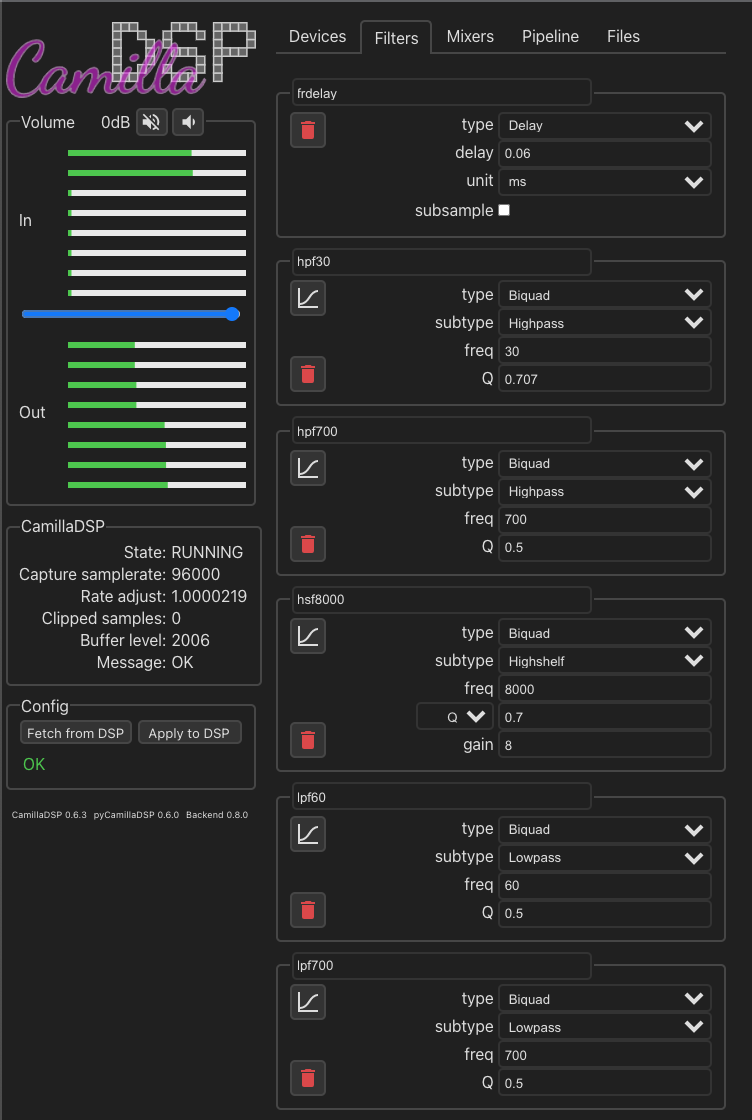 CamillaDSP
Volume 0dB
In
Out
CamillaDSP
State: RUNNING
Capture samplerate: 96000
Rate adjust: 1.0000219
Clipped samples: 0
Buffer level: 2006
Message: OK
Config
Fetch from DSP Apply to DSP
OK
CamillaDSP 0.6.3 pyCamillaDSP 0.6.0 Backend 0.8.0
Devices Filters Mixers Pipeline Files
frdelay
type Delay
delay 0.06
unit ms
subsample
hpf30
type Biquad
subtype Highpass
freq 30
Q 0.707
hpf700
type Biquad
subtype Highpass
freq 700
Q 0.5
hsf8000
type Biquad
subtype Highshelf
freq 8000
Q 0.7
gain 8
lpf60
type Biquad
subtype Lowpass
freq 60
Q 0.5
lpf700
type Biquad
subtype Lowpass
freq 700
Q 0.5